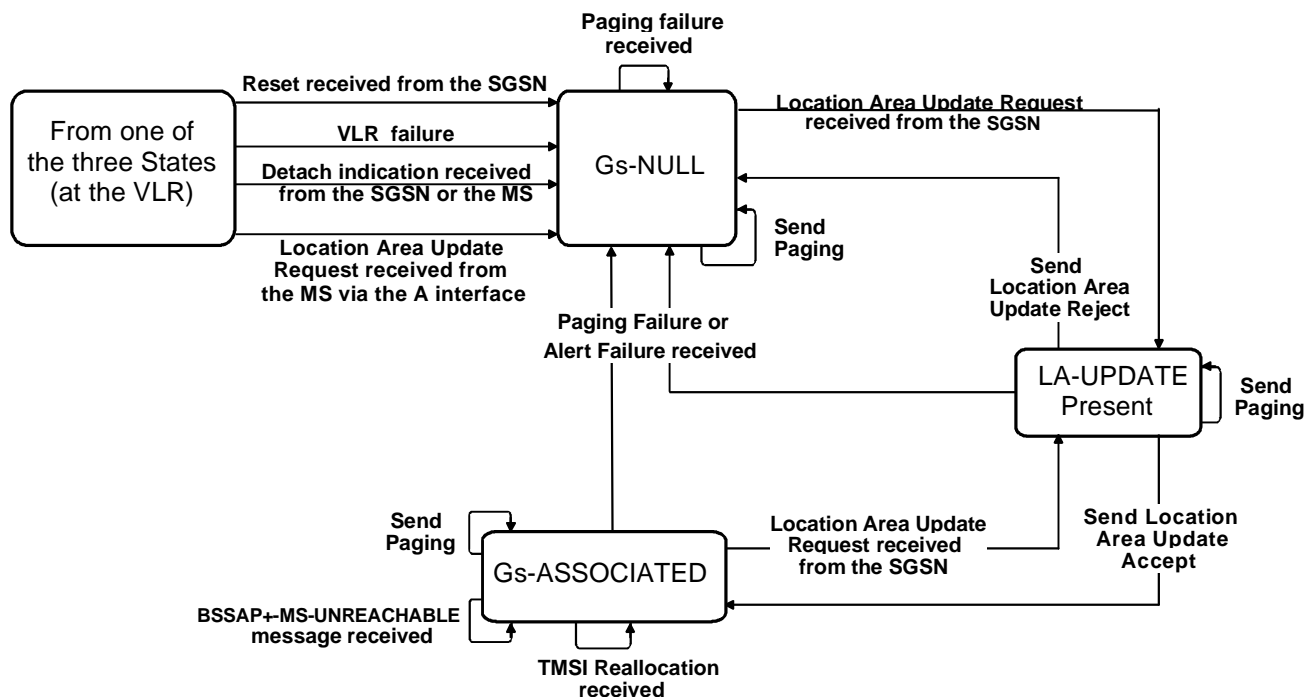 Paging failure
received
Reset received from the SGSN
VLR failure
Detach indication received
from the SGSN or the MS
Location Area Update
Request received from
the MS via the A interface
From one of
the three States
(at the VLR)
Gs-NULL
Location Area Update Request
received from the SGSN
Send
Paging
Send
Location Area
Update Reject
Paging Failure or
Alert Failure received
LA-UPDATE
Present
Send
Paging
Send
Paging
Gs-ASSOCIATED
Location Area Update
Request received
from the SGSN
Send Location
Area Update
Accept
BSSAP+-MS-UNREACHABLE
message received
TMSI Reallocation
received